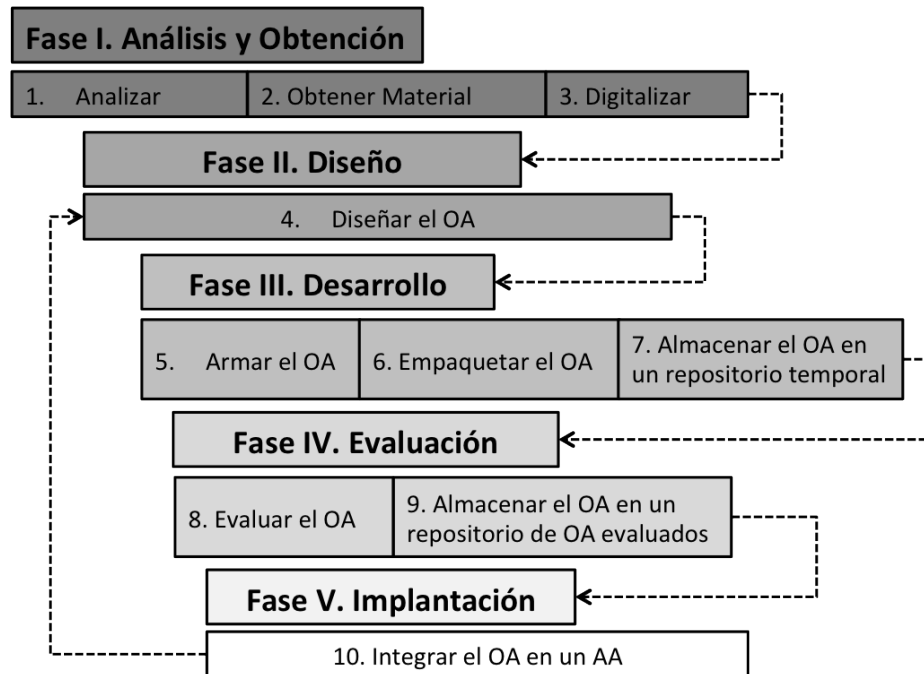 Fase I. Análisis y Obtención
1. Analizar
2. Obtener Material
3. Digitalizar
Fase II. Diseño
4. Diseñar el OA
Fase III. Desarrollo
5. Armar el OA
6. Empaquetar el OA
7. Almacenar el OA en
un repositorio temporal
Fase IV. Evaluación
8. Evaluar el OA
9. Almacenar el OA en un
repositorio de OA evaluados
Fase V. Implantación
10. Integrar el OA en un AA